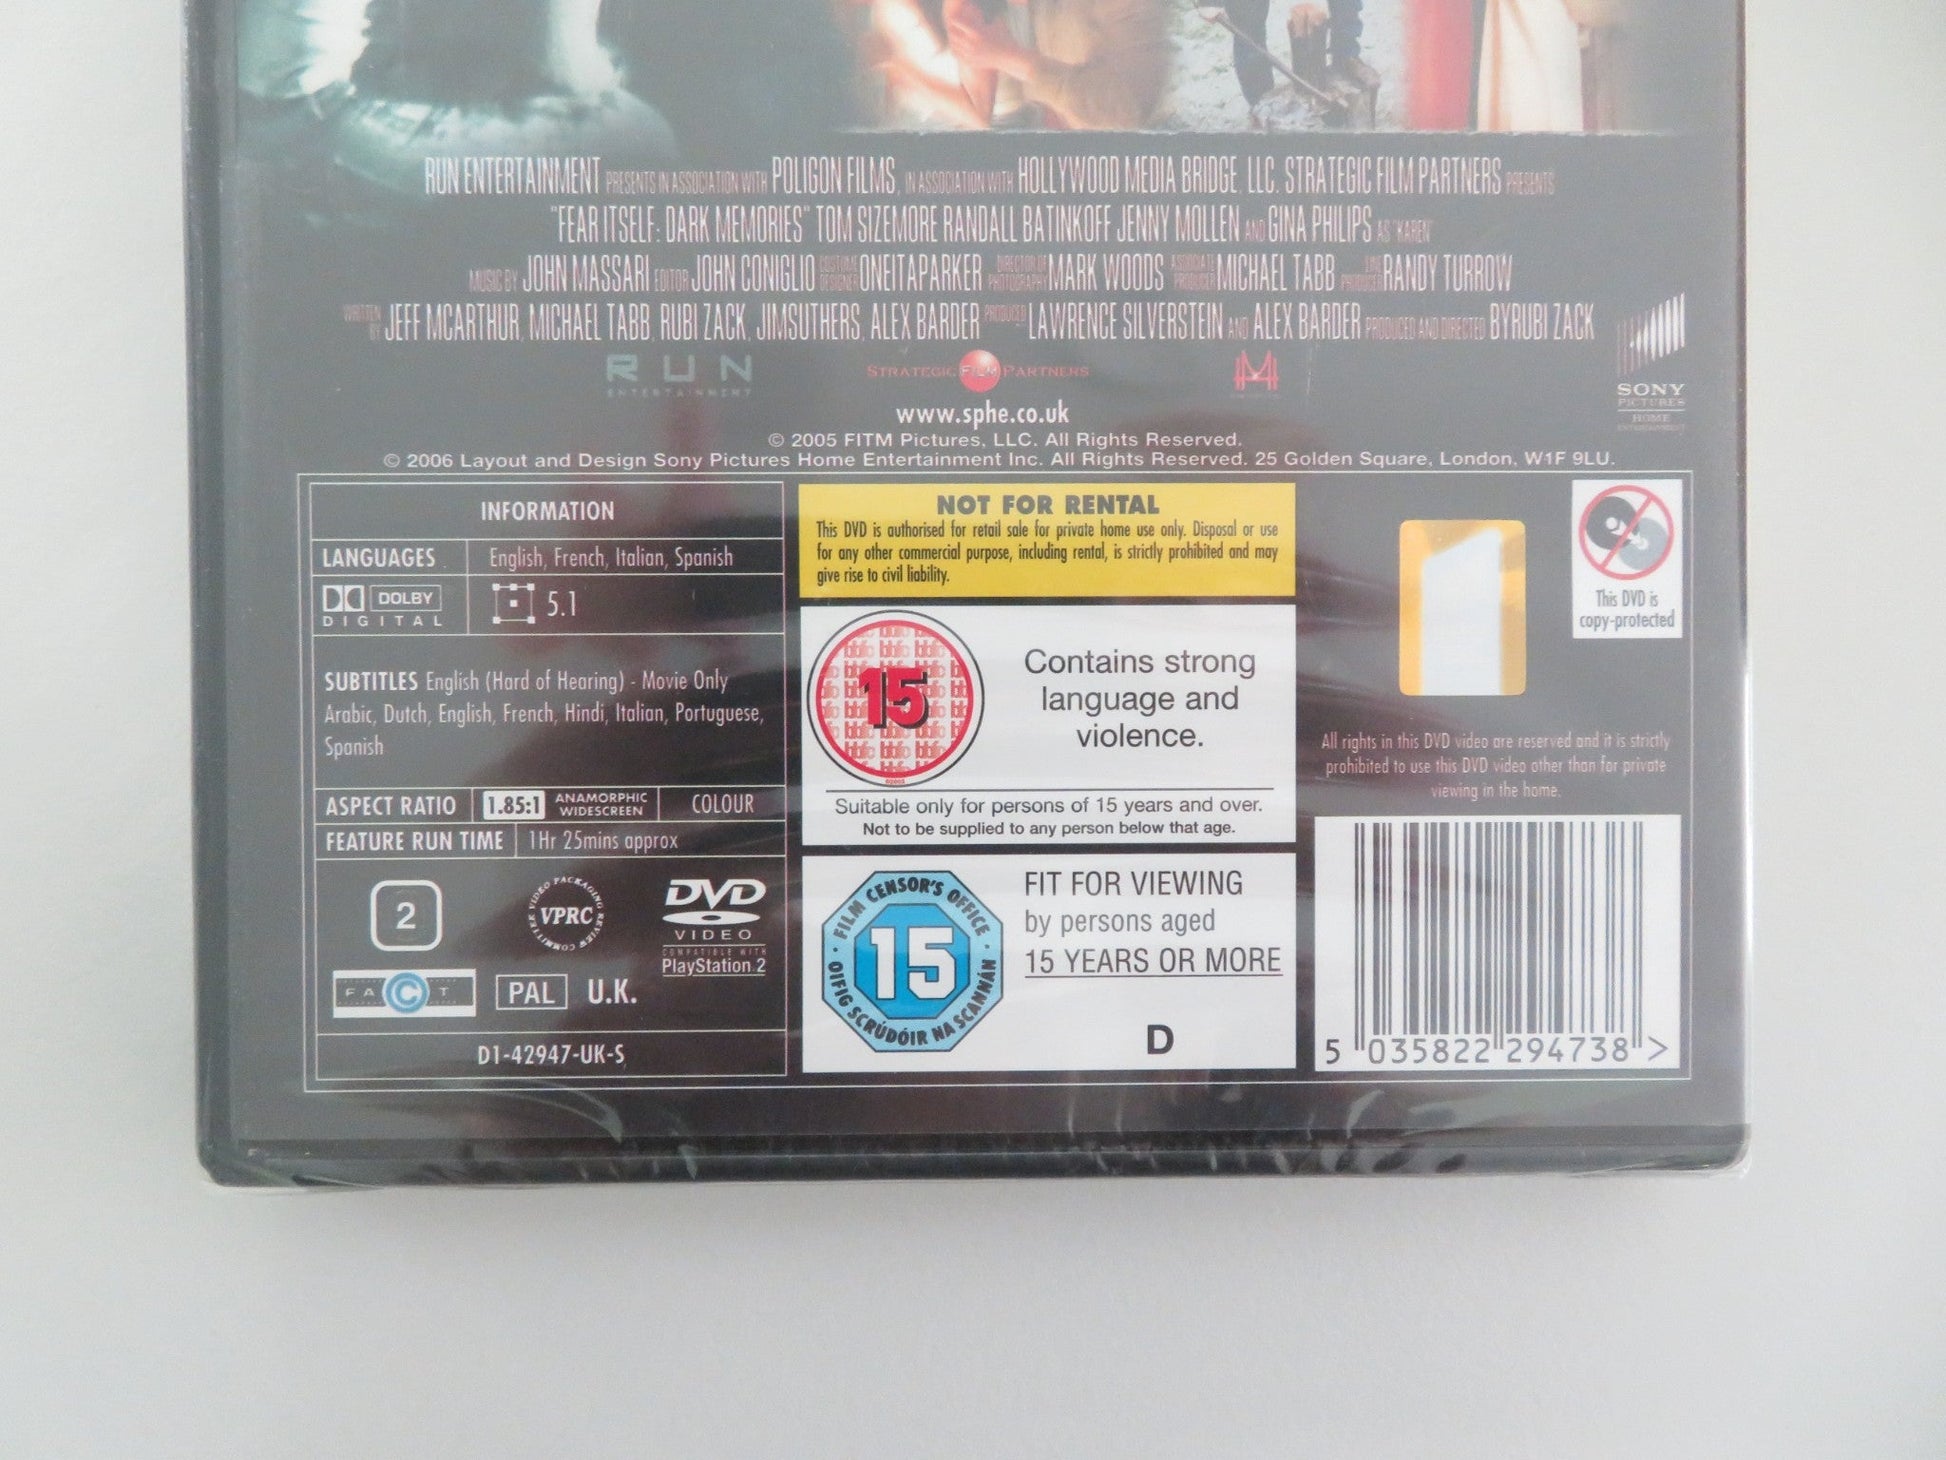 RUN ENTERTAINMENT PRESENTS IN ASSOCIATION WITH POLIGON FILMS, IN ASSOCIATION WITH HOLLYWOOD MEDIA BRIDGE, LLC. STRATEGIC FILM PARTNERS PRESENTS
"FEAR ITSELF: DARK MEMORIES" TOM SIZEMORE RANDALL BATINKOFF JENNY MOLLEN AND GINA PHILIPS AS "KAREN"
MUSIC BY JOHN MASSARI EDITOR JOHN CONIGLIO COSTUME DESIGNER ONEITAPARKER DIRECTOR OF PHOTOGRAPHY MARK WOODS ASSOCIATE PRODUCER MICHAEL TABB LINE PRODUCER RANDY TURROW
WRITTEN BY JEFF MCARTHUR, MICHAEL TABB, RUBI ZACK, JIMSUTHERS, ALEX BARDER PRODUCED BY LAWRENCE SILVERSTEIN AND ALEX BARDER PRODUCED AND DIRECTED BYRUBI ZACK
RUN
ENTERTAINMENT
STRATEGIC FILM PARTNERS
SONY
PICTURES
HOME
ENTERTAINMENT
www.sphe.co.uk
© 2005 FITM Pictures, LLC. All Rights Reserved.
© 2006 Layout and Design Sony Pictures Home Entertainment Inc. All Rights Reserved. 25 Golden Square, London, W1F 9LU.
INFORMATION
LANGUAGES English, French, Italian, Spanish
DOLBY
DIGITAL
5.1
SUBTITLES English (Hard of Hearing) - Movie Only
Arabic, Dutch, English, French, Hindi, Italian, Portuguese,
Spanish
ASPECT RATIO 1.85:1 ANAMORPHIC WIDESCREEN COLOUR
FEATURE RUN TIME 1Hr 25mins approx
2
VIDEO PACKAGING REVIEW COMMITTEE
VPRC
DVD
VIDEO
COMPATIBLE WITH
PlayStation 2
FACT
PAL U.K.
D1-42947-UK-S
NOT FOR RENTAL
This DVD is authorised for retail sale for private home use only. Disposal or use
for any other commercial purpose, including rental, is strictly prohibited and may
give rise to civil liability.
bbfc
15
Contains strong
language and
violence.
Suitable only for persons of 15 years and over.
Not to be supplied to any person below that age.
FILM CENSOR'S OFFICE
15
OIFIG SCRÚDÓIR NA SCANNÁN
FIT FOR VIEWING
by persons aged
15 YEARS OR MORE
D
This DVD is
copy-protected
All rights in this DVD video are reserved and it is strictly
prohibited to use this DVD video other than for private
viewing in the home.
5 035822 294738 >